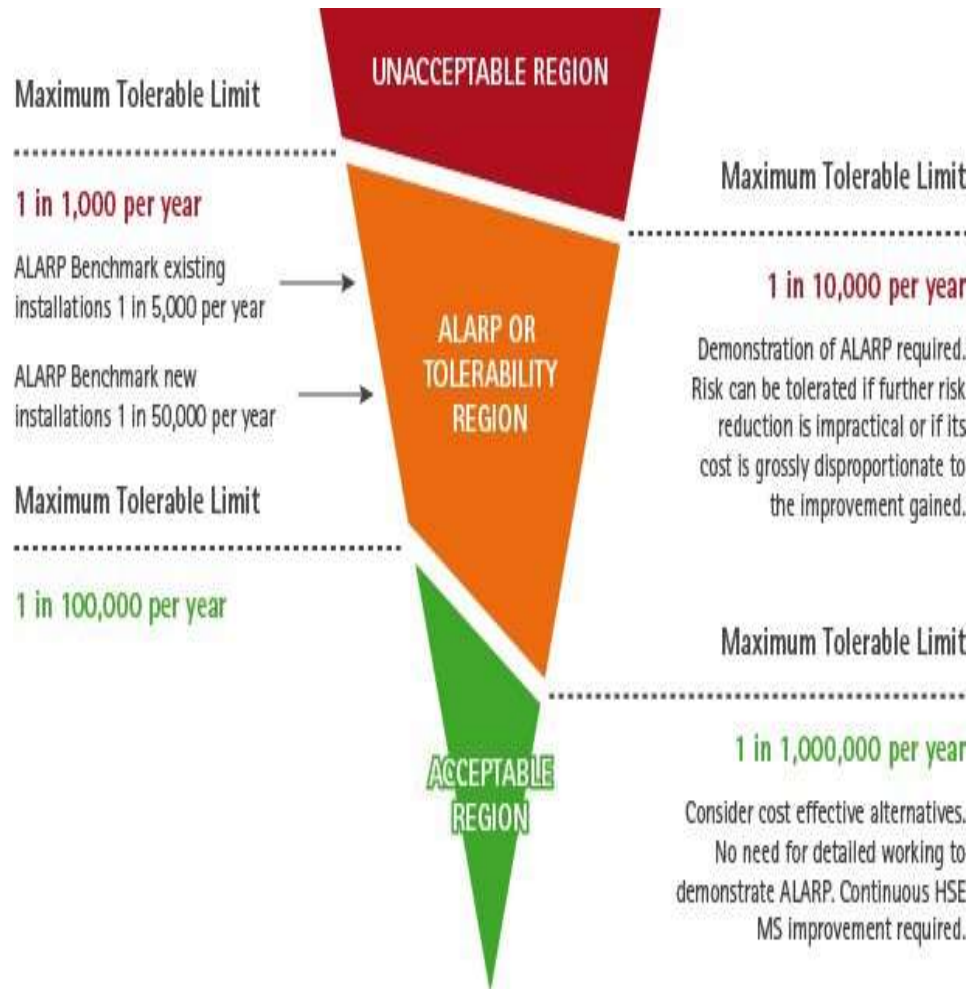 UNACCEPTABLE REGION
Maximum Tolerable Limit
1 in 1,000 per year
ALARP Benchmark existing
installations 1 in 5,000 per year
ALARP Benchmark new
installations 1 in 50,000 per year
Maximum Tolerable Limit
1 in 100,000 per year
ALARP OR
TOLERABILITY
REGION
ACCEPTABLE
REGION
Maximum Tolerable Limit
1 in 10,000 per year
Demonstration of ALARP required.
Risk can be tolerated if further risk
reduction is impractical or if its
cost is grossly disproportionate to
the improvement gained.
Maximum Tolerable Limit
1 in 1,000,000 per year
Consider cost effective alternatives.
No need for detailed working to
demonstrate ALARP. Continuous HSE
MS improvement required.